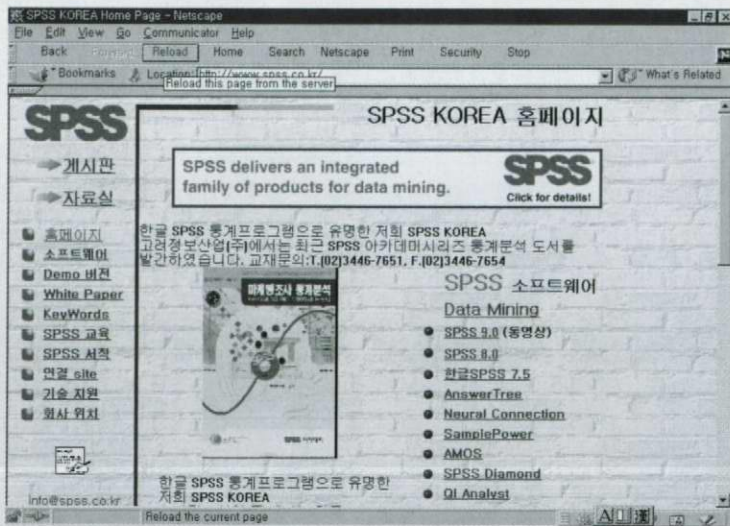 SPSS KOREA Home Page - Netscape
File Edit View Go Communicator Help
Back Reload Home Search Netscape Print Security Stop
Bookmarks Location: http://www.spss.co.kr/ What's Related
Reload this page from the server
SPSS
게시판
자료실
홈페이지
소프트웨어
Demo 버전
White Paper
KeyWords
SPSS 교육
SPSS 서적
연결 site
기술 지원
회사 위치
info@spss.co.kr
SPSS KOREA 홈페이지
SPSS delivers an integrated
family of products for data mining.
SPSS
Click for details!
한글 SPSS 통계프로그램으로 유명한 저희 SPSS KOREA
고려정보산업(주)에서는 최근 SPSS 아카데미시리즈 통계분석 도서를
발간하였습니다. 교재문의:T.(02)3446-7651, F.(02)3446-7654
마케팅조사 통계분석
한글 SPSS 통계프로그램으로 유명한
저희 SPSS KOREA
SPSS 소프트웨어
Data Mining
SPSS 9.0 (동영상)
SPSS 8.0
한글SPSS 7.5
AnswerTree
Neural Connection
SamplePower
AMOS
SPSS Diamond
QI Analyst
Reload the current page